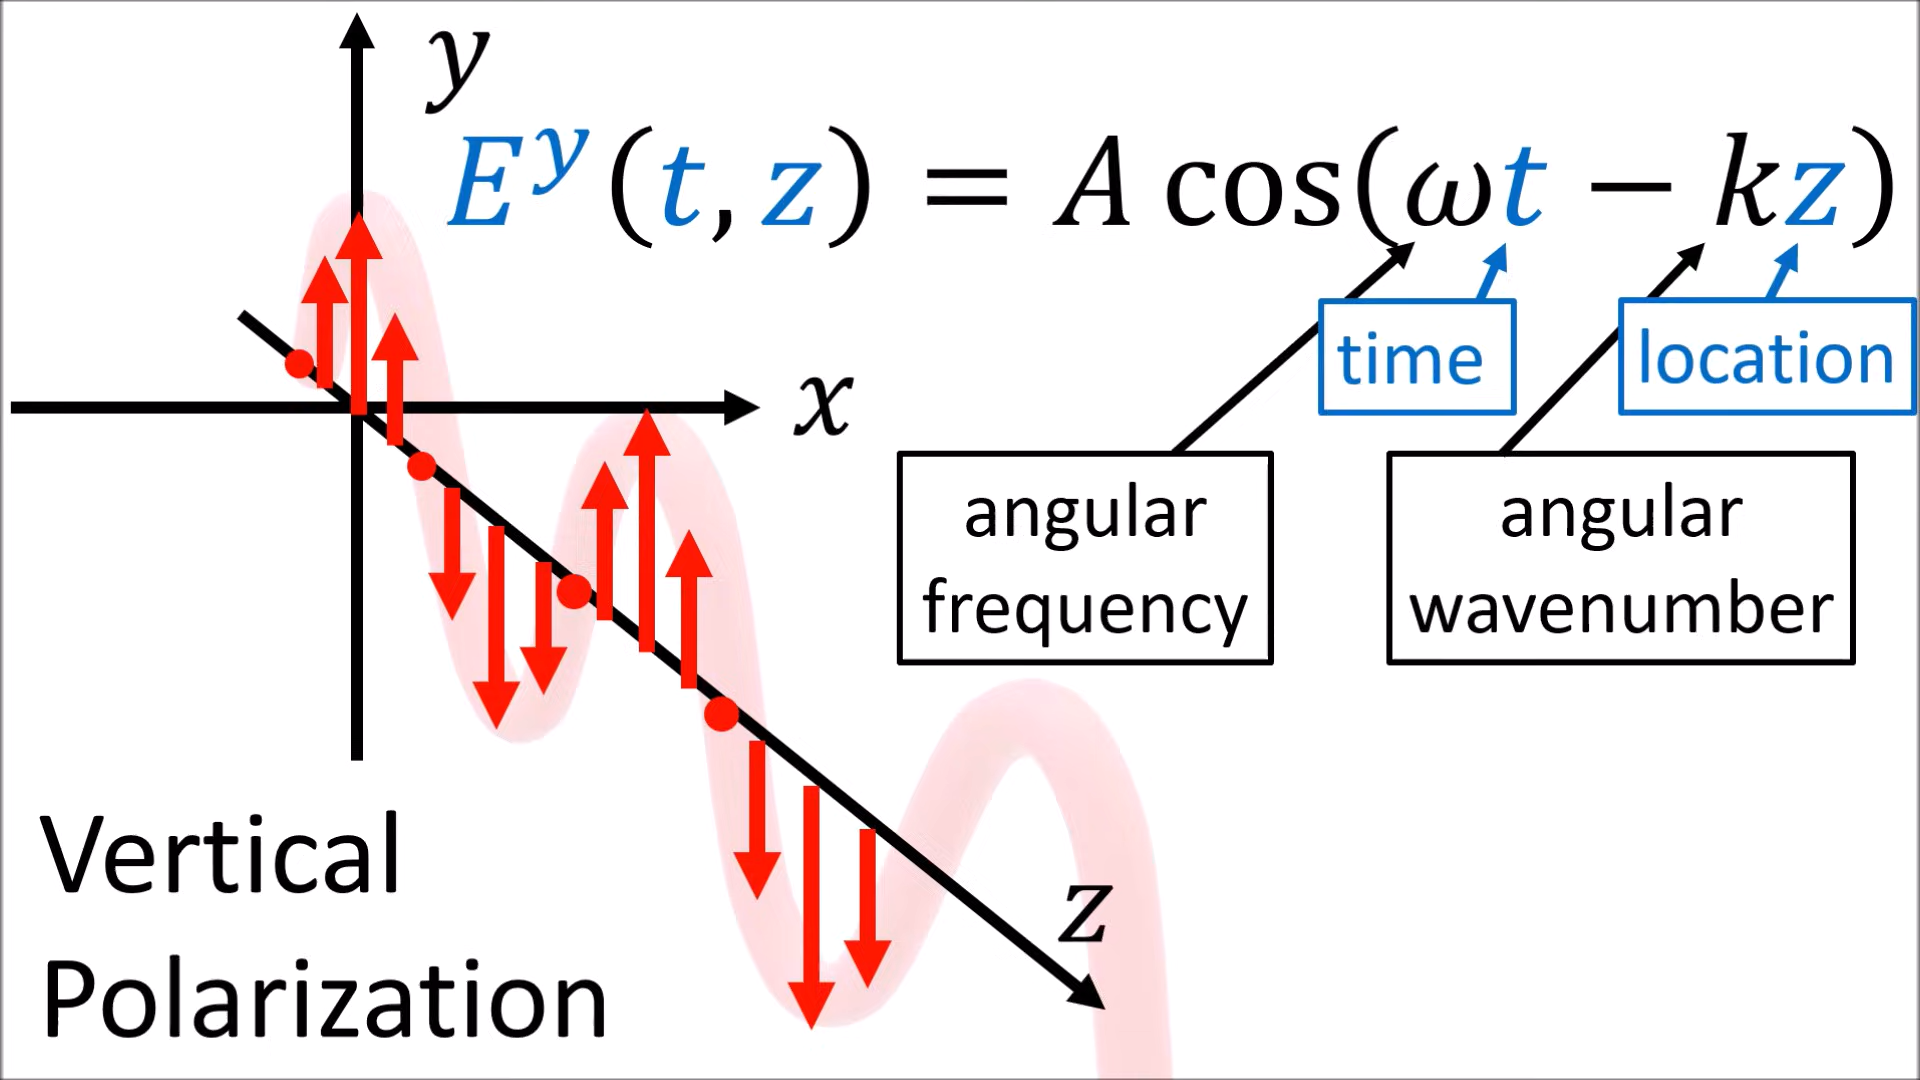 y
E^y(t, z) = A cos(ωt − kz)
time
location
x
angular
frequency
angular
wavenumber
z
Vertical
Polarization